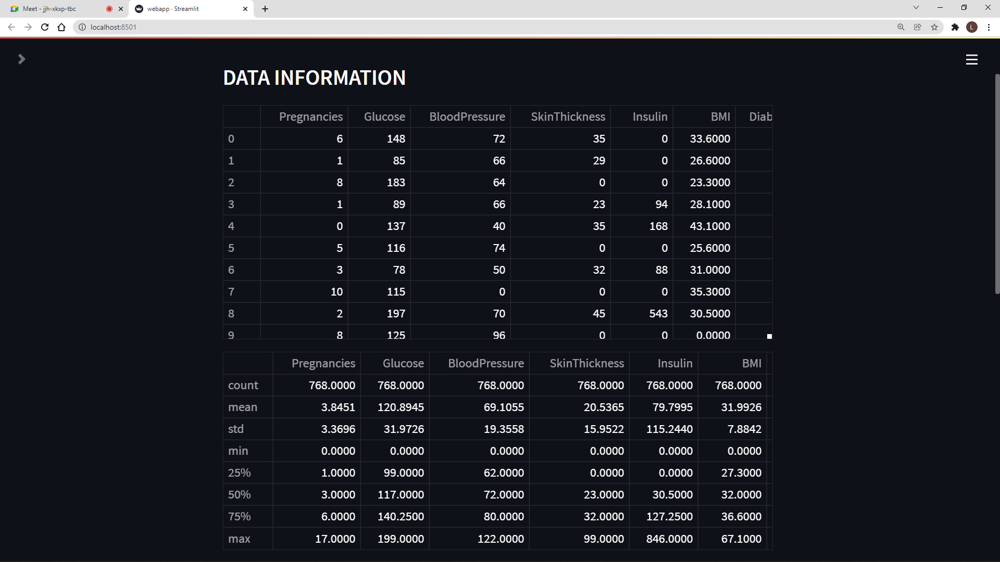 Meet - jjh-xkxp-tbc
webapp · Streamlit
localhost:8501
L
DATA INFORMATION
Pregnancies Glucose BloodPressure SkinThickness Insulin BMI Diab
0 6 148 72 35 0 33.6000
1 1 85 66 29 0 26.6000
2 8 183 64 0 0 23.3000
3 1 89 66 23 94 28.1000
4 0 137 40 35 168 43.1000
5 5 116 74 0 0 25.6000
6 3 78 50 32 88 31.0000
7 10 115 0 0 0 35.3000
8 2 197 70 45 543 30.5000
9 8 125 96 0 0 0.0000
Pregnancies Glucose BloodPressure SkinThickness Insulin BMI
count 768.0000 768.0000 768.0000 768.0000 768.0000 768.0000
mean 3.8451 120.8945 69.1055 20.5365 79.7995 31.9926
std 3.3696 31.9726 19.3558 15.9522 115.2440 7.8842
min 0.0000 0.0000 0.0000 0.0000 0.0000 0.0000
25% 1.0000 99.0000 62.0000 0.0000 0.0000 27.3000
50% 3.0000 117.0000 72.0000 23.0000 30.5000 32.0000
75% 6.0000 140.2500 80.0000 32.0000 127.2500 36.6000
max 17.0000 199.0000 122.0000 99.0000 846.0000 67.1000